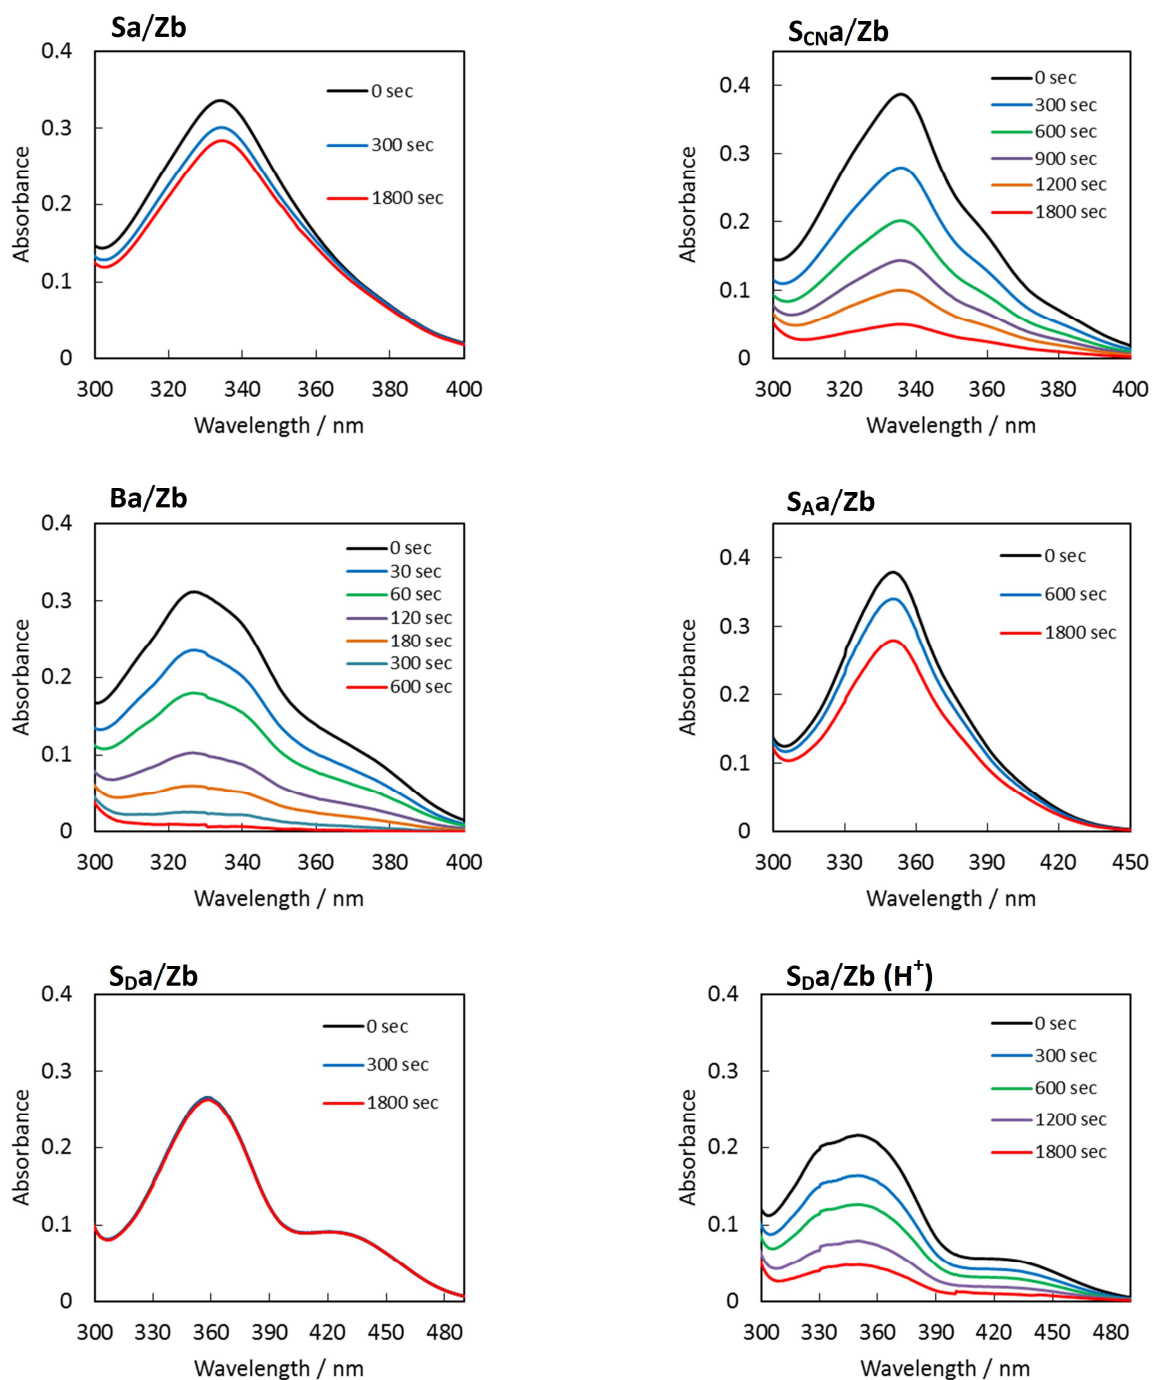 Sa/Zb
0.4
0.3
0.2
0.1
0
Absorbance
0 sec
300 sec
1800 sec
300 320 340 360 380 400
Wavelength / nm
S_CNa/Zb
0.4
0.3
0.2
0.1
0
Absorbance
0 sec
300 sec
600 sec
900 sec
1200 sec
1800 sec
300 320 340 360 380 400
Wavelength / nm
Ba/Zb
0.4
0.3
0.2
0.1
0
Absorbance
0 sec
30 sec
60 sec
120 sec
180 sec
300 sec
600 sec
300 320 340 360 380 400
Wavelength / nm
S_Aa/Zb
0.4
0.3
0.2
0.1
0
Absorbance
0 sec
600 sec
1800 sec
300 330 360 390 420 450
Wavelength / nm
S_Da/Zb
0.4
0.3
0.2
0.1
0
Absorbance
0 sec
300 sec
1800 sec
300 330 360 390 420 450 480
Wavelength / nm
S_Da/Zb (H⁺)
0.4
0.3
0.2
0.1
0
Absorbance
0 sec
300 sec
600 sec
1200 sec
1800 sec
300 330 360 390 420 450 480
Wavelength / nm